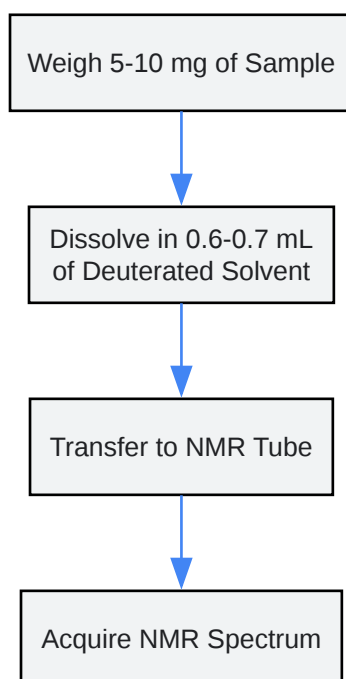 Weigh 5-10 mg of Sample
Dissolve in 0.6-0.7 mL
of Deuterated Solvent
Transfer to NMR Tube
Acquire NMR Spectrum